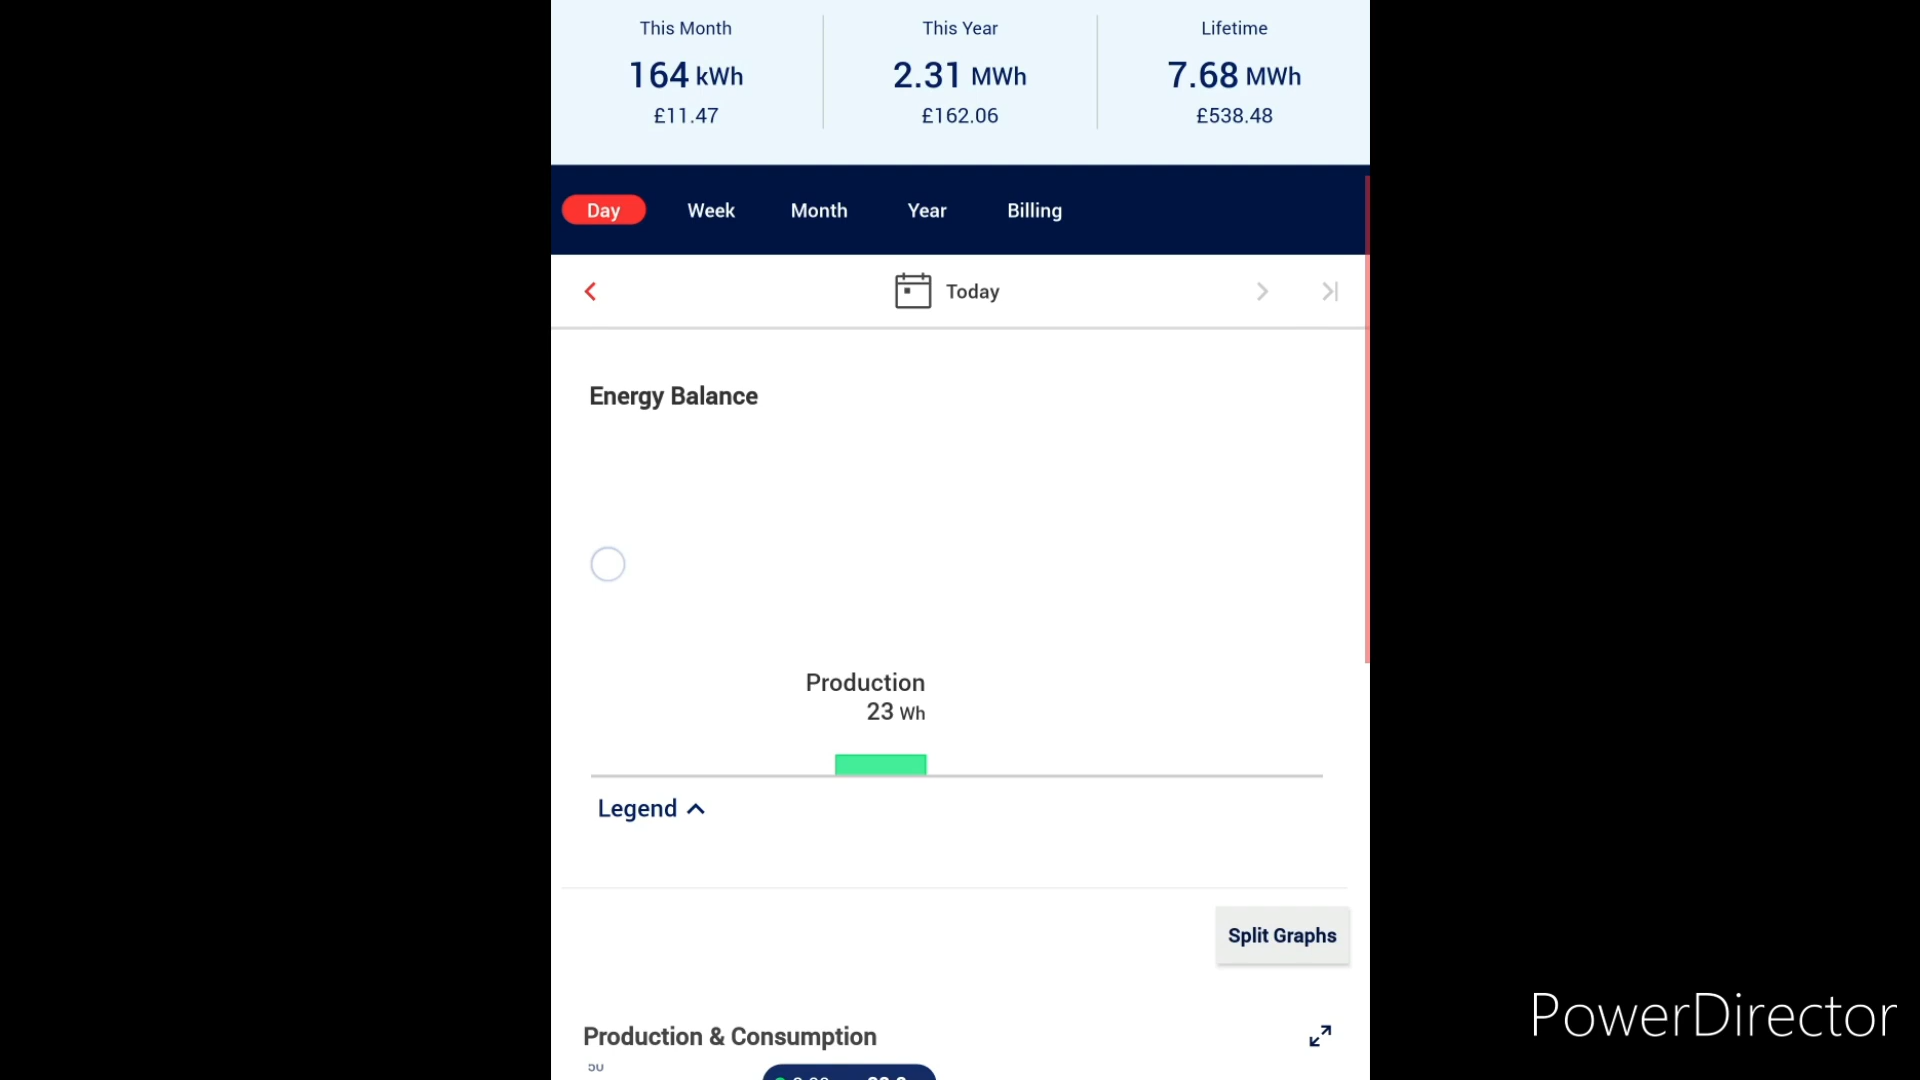 This Month
This Year
Lifetime
164 kWh
2.31 MWh
7.68 MWh
£11.47
£162.06
£538.48
Day
Week
Month
Year
Billing
Today
Energy Balance
Production
23 Wh
Legend
Split Graphs
Production & Consumption
50
PowerDirector